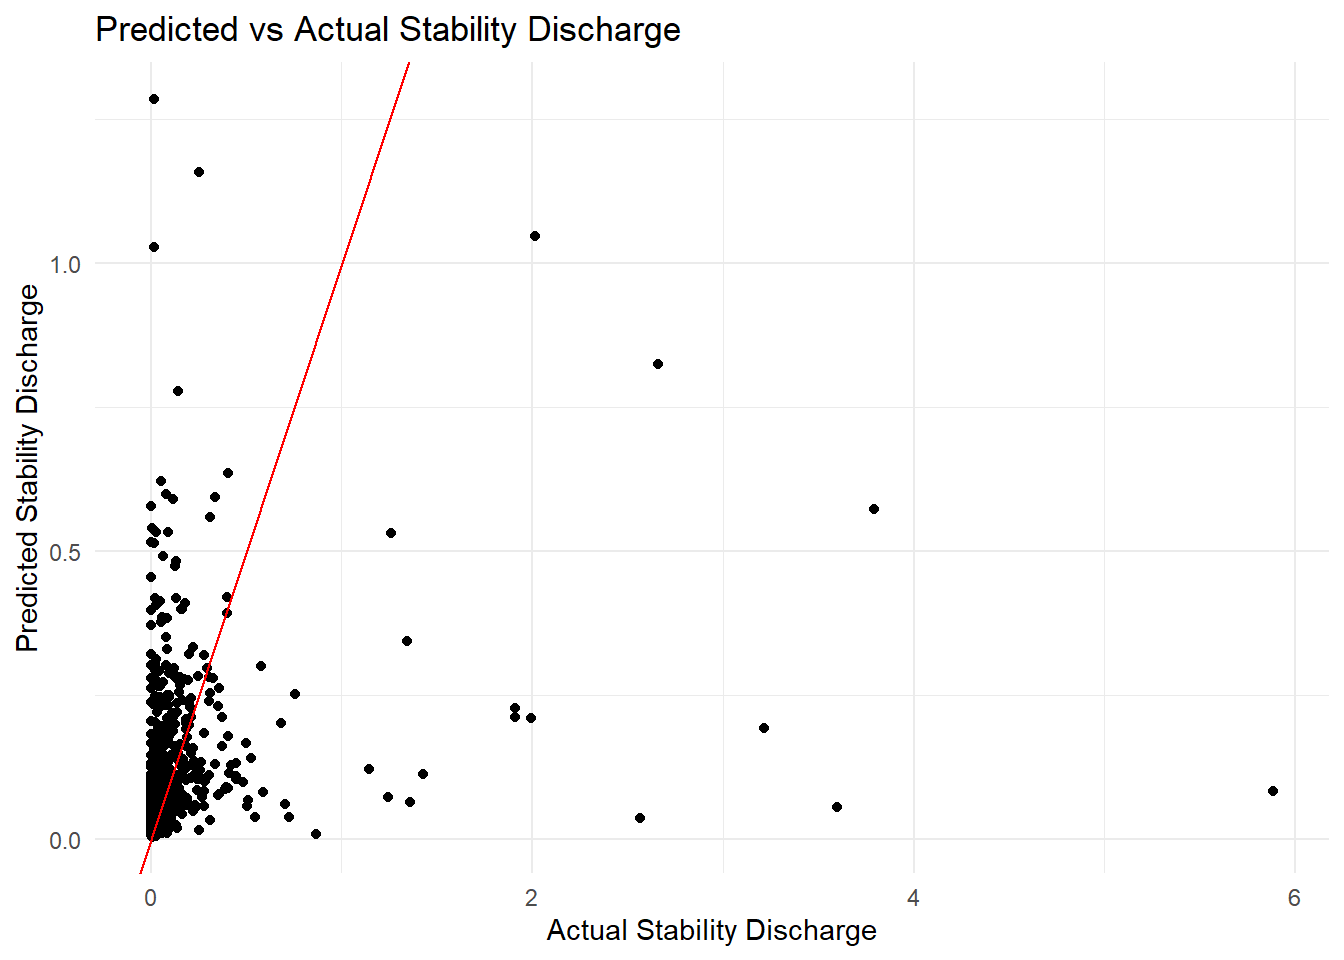 Predicted vs Actual Stability Discharge
Predicted Stability Discharge
1.0
0.5
0.0
0 2 4 6
Actual Stability Discharge